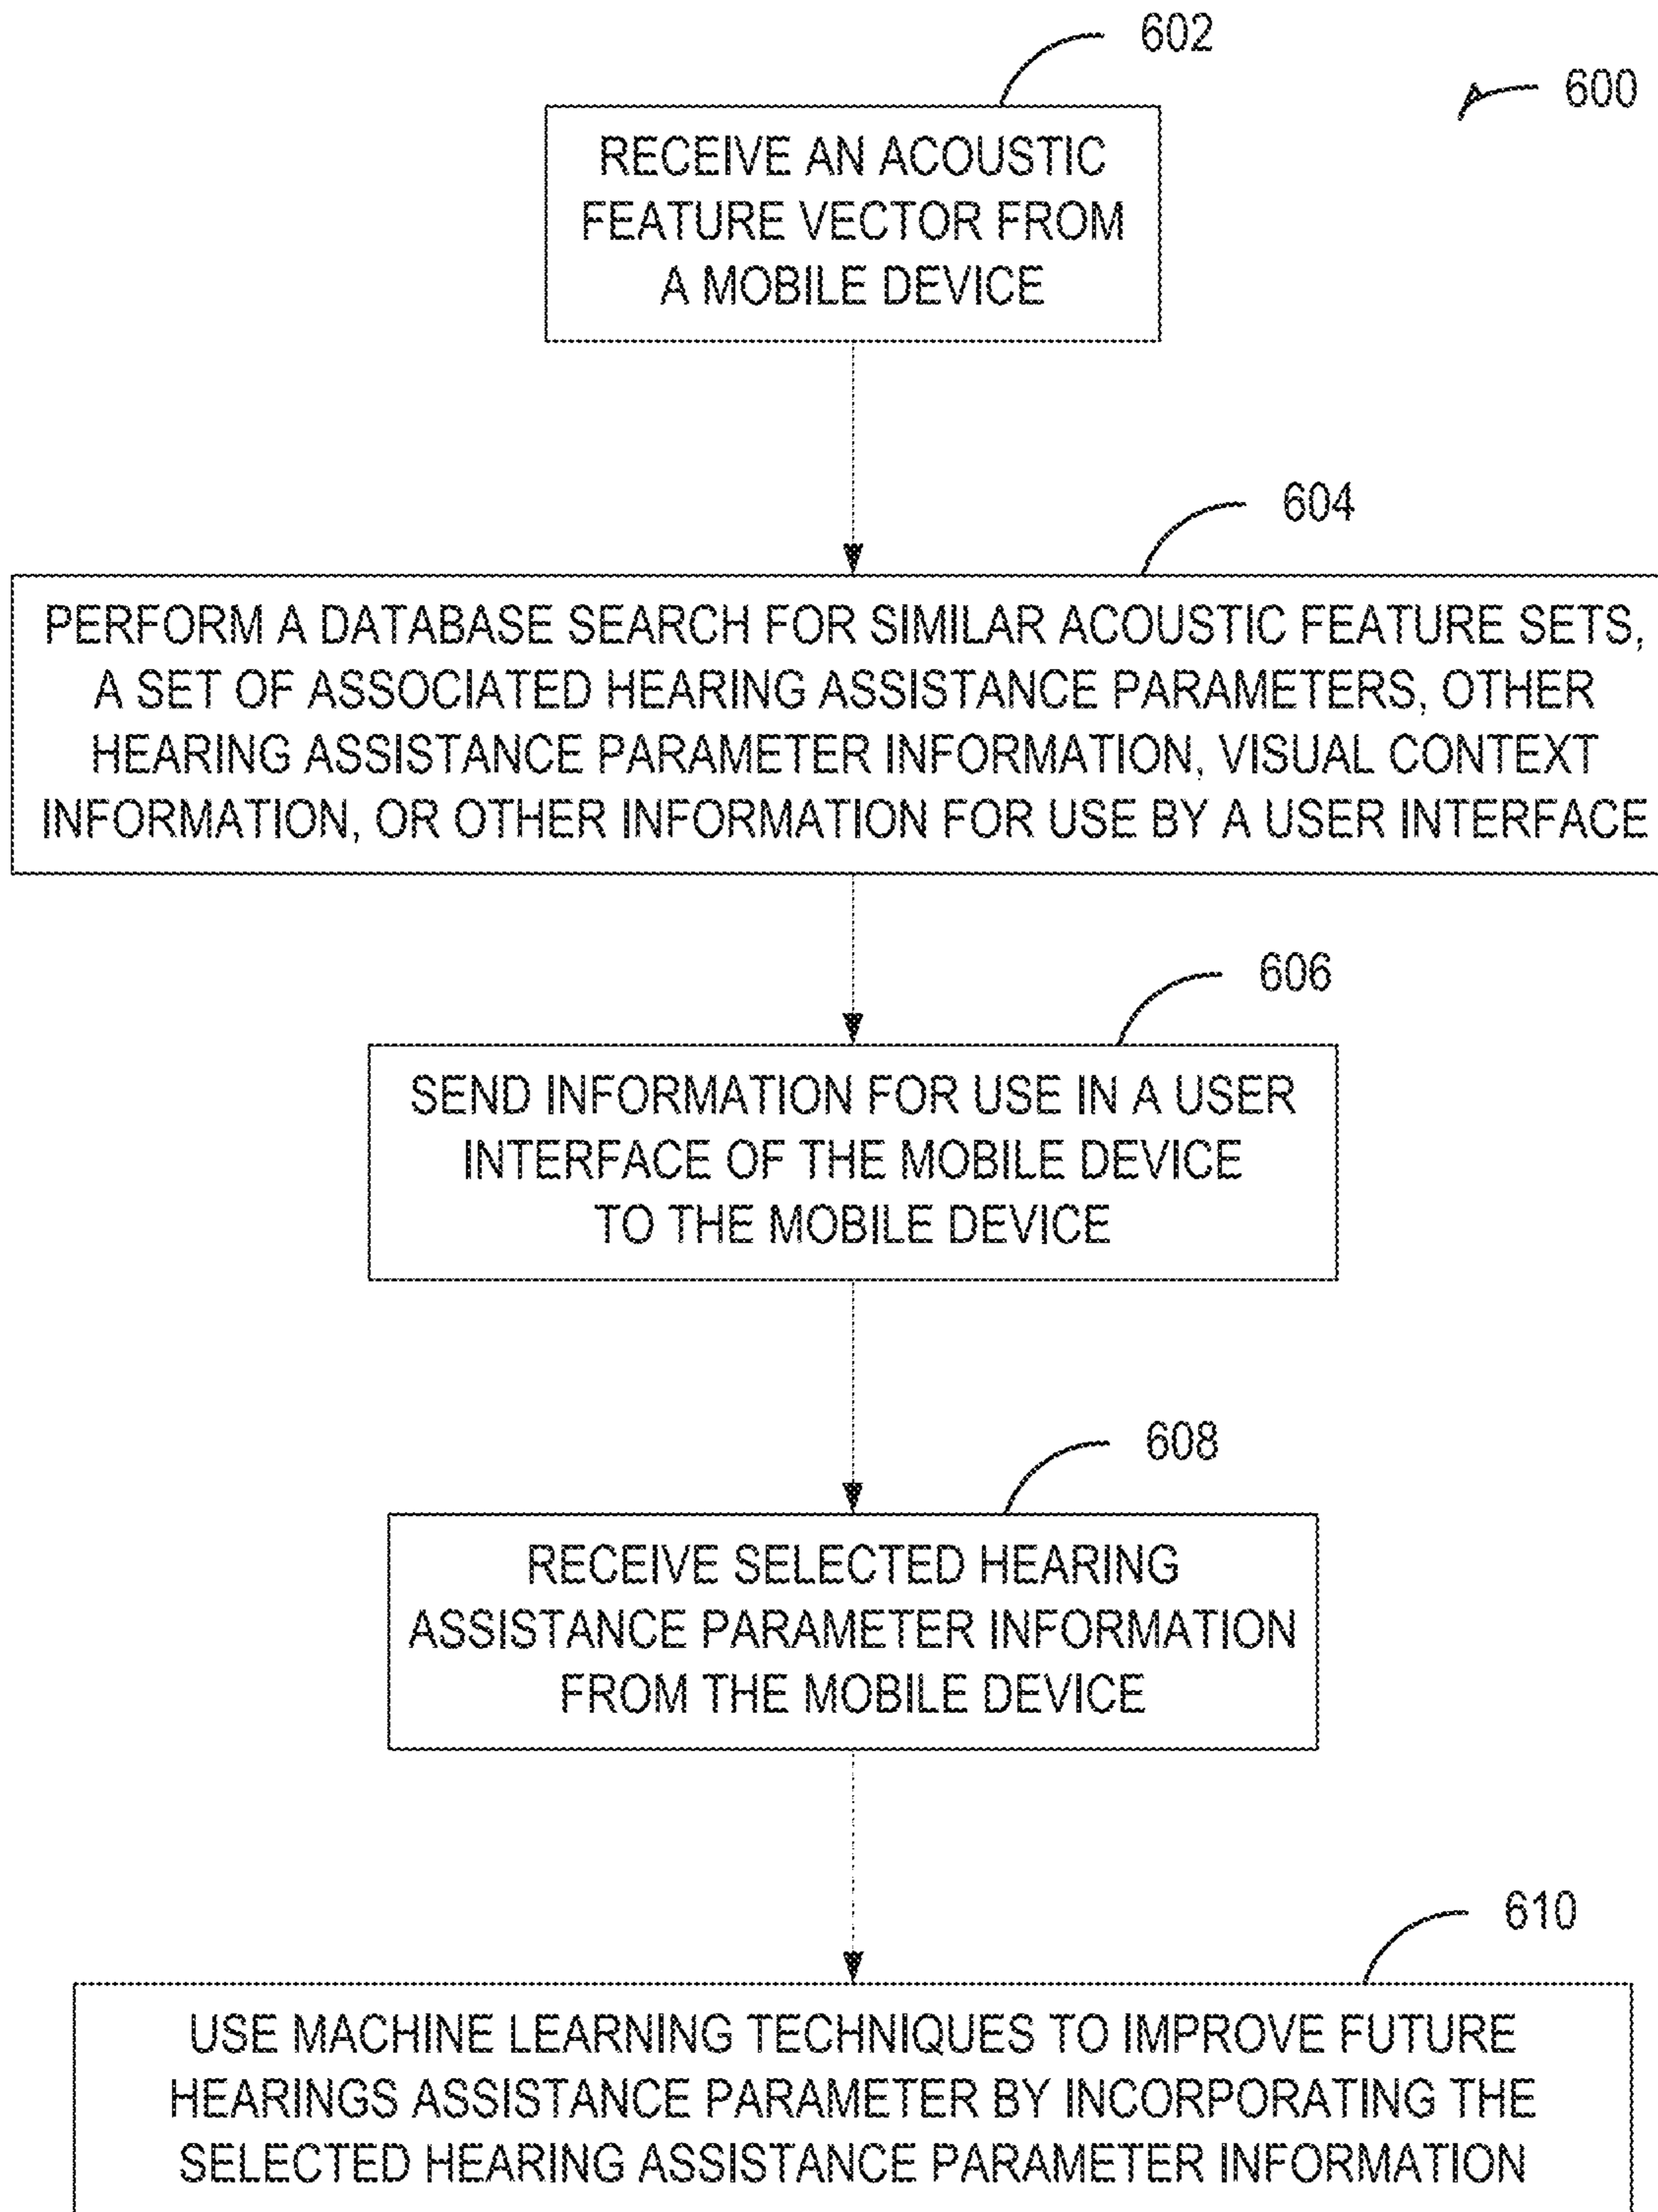 602
600
RECEIVE AN ACOUSTIC
FEATURE VECTOR FROM
A MOBILE DEVICE
604
PERFORM A DATABASE SEARCH FOR SIMILAR ACOUSTIC FEATURE SETS,
A SET OF ASSOCIATED HEARING ASSISTANCE PARAMETERS, OTHER
HEARING ASSISTANCE PARAMETER INFORMATION, VISUAL CONTEXT
INFORMATION, OR OTHER INFORMATION FOR USE BY A USER INTERFACE
606
SEND INFORMATION FOR USE IN A USER
INTERFACE OF THE MOBILE DEVICE
TO THE MOBILE DEVICE
608
RECEIVE SELECTED HEARING
ASSISTANCE PARAMETER INFORMATION
FROM THE MOBILE DEVICE
610
USE MACHINE LEARNING TECHNIQUES TO IMPROVE FUTURE
HEARINGS ASSISTANCE PARAMETER BY INCORPORATING THE
SELECTED HEARING ASSISTANCE PARAMETER INFORMATION